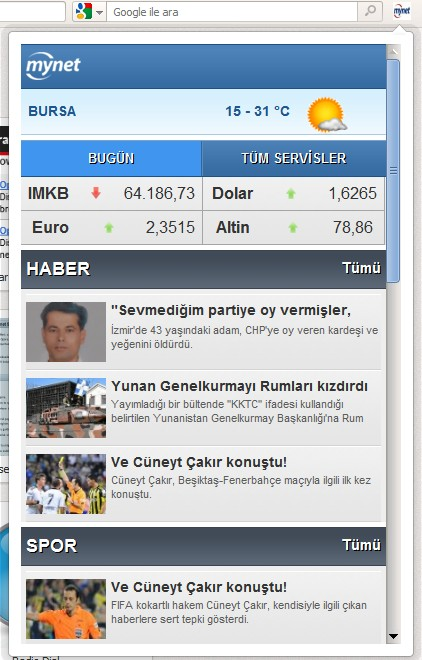 Google ile ara
mynet
mynet
BURSA 15 - 31 °C
BUGÜN TÜM SERVİSLER
IMKB 64.186,73 Dolar 1,6265
Euro 2,3515 Altin 78,86
HABER Tümü
"Sevmediğim partiye oy vermişler,
İzmir'de 43 yaşındaki adam, CHP'ye oy veren kardeşi ve
yeğenini öldürdü.
Yunan Genelkurmayı Rumları kızdırdı
Yayımladığı bir bültende "KKTC" ifadesi kullandığı
belirtilen Yunanistan Genelkurmay Başkanlığı'na Rum
Ve Cüneyt Çakır konuştu!
Cüneyt Çakır, Beşiktaş-Fenerbahçe maçıyla ilgili ilk kez
konuştu.
SPOR Tümü
Ve Cüneyt Çakır konuştu!
FIFA kokartlı hakem Cüneyt Çakır, kendisiyle ilgili çıkan
haberlere sert tepki gösterdi.